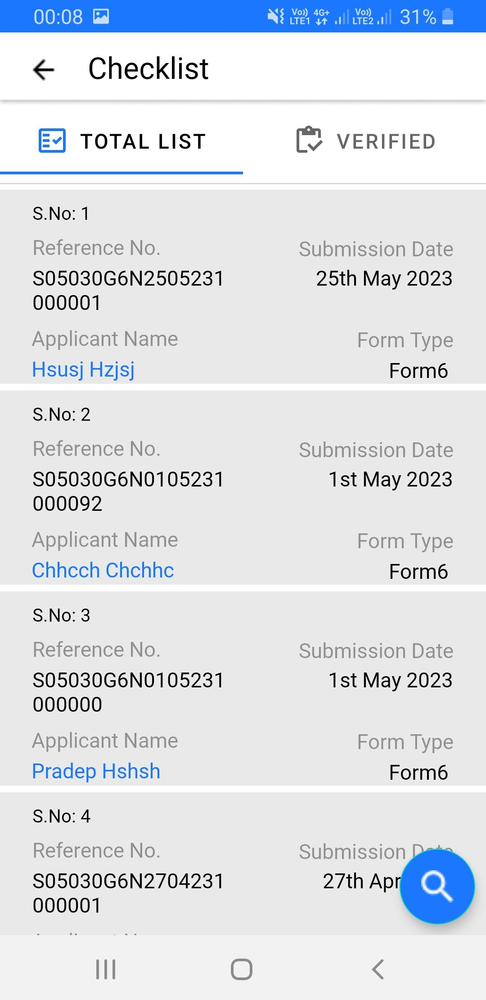 00:08 Vo)) LTE1 4G+ Vo)) LTE2 31%
Checklist
TOTAL LIST VERIFIED
S.No: 1
Reference No. Submission Date
S05030G6N2505231 25th May 2023
000001
Applicant Name Form Type
Hsusj Hzjsj Form6
S.No: 2
Reference No. Submission Date
S05030G6N0105231 1st May 2023
000092
Applicant Name Form Type
Chhcch Chchhc Form6
S.No: 3
Reference No. Submission Date
S05030G6N0105231 1st May 2023
000000
Applicant Name Form Type
Pradep Hshsh Form6
S.No: 4
Reference No. Submission Date
S05030G6N2704231 27th Apr
000001